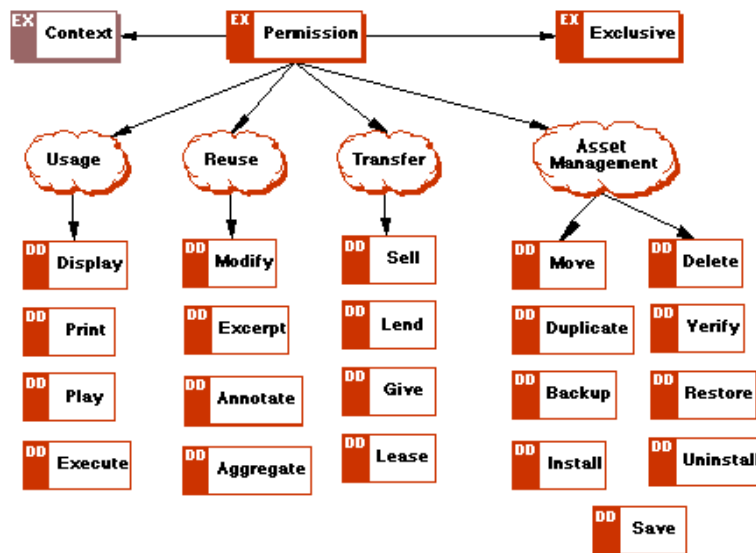 EX Context
EX Permission
EX Exclusive
Usage
Reuse
Transfer
Asset
Management
DD Display
DD Modify
DD Sell
DD Move
DD Delete
DD Print
DD Excerpt
DD Lend
DD Duplicate
DD Verify
DD Play
DD Annotate
DD Give
DD Backup
DD Restore
DD Execute
DD Aggregate
DD Lease
DD Install
DD Uninstall
DD Save